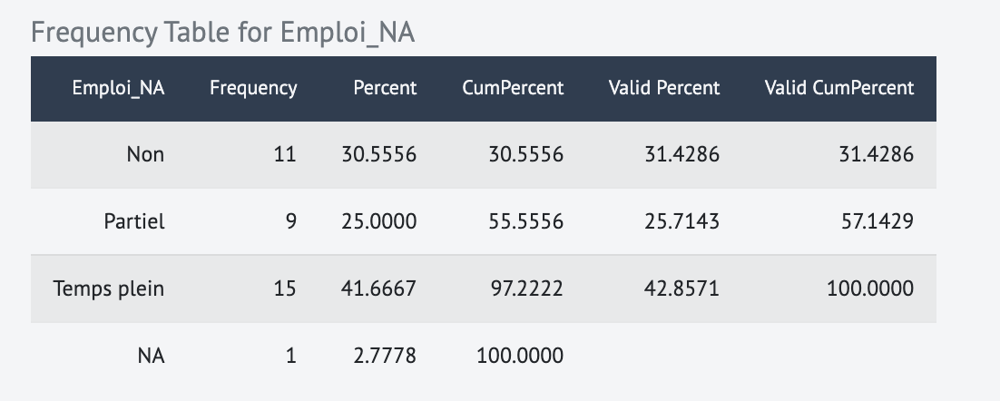 Frequency Table for Emploi_NA
Emploi_NA Frequency Percent CumPercent Valid Percent Valid CumPercent
Non 11 30.5556 30.5556 31.4286 31.4286
Partiel 9 25.0000 55.5556 25.7143 57.1429
Temps plein 15 41.6667 97.2222 42.8571 100.0000
NA 1 2.7778 100.0000